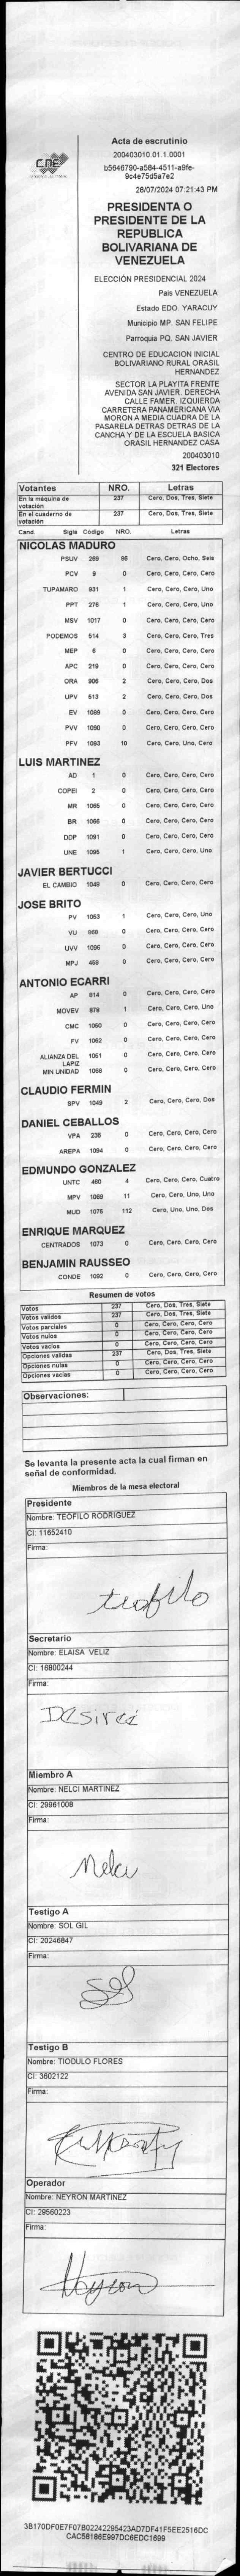 CNE
Acta de escrutinio
200403010.01.1.0001
b5646790-a584-4511-a9fe-
9c4e75d5a7e2
28/07/2024 07:21:43 PM
PRESIDENTA O
PRESIDENTE DE LA
REPUBLICA
BOLIVARIANA DE
VENEZUELA
ELECCIÓN PRESIDENCIAL 2024
Pais VENEZUELA
Estado EDO. YARACUY
Municipio MP. SAN FELIPE
Parroquia PQ. SAN JAVIER
CENTRO DE EDUCACION INICIAL
BOLIVARIANO RURAL ORASIL
HERNANDEZ
SECTOR LA PLAYITA FRENTE
AVENIDA SAN JAVIER. DERECHA
CALLE FAMER. IZQUIERDA
CARRETERA PANAMERICANA VIA
MORON A MEDIA CUADRA DE LA
PASARELA DETRAS DETRAS DE LA
CANCHA Y DE LA ESCUELA BASICA
ORASIL HERNANDEZ CASA
200403010
321 Electores
Votantes NRO. Letras
En la máquina de votación 237 Cero, Dos, Tres, Siete
En el cuaderno de votación 237 Cero, Dos, Tres, Siete
Cand. Sigla Código NRO. Letras
NICOLAS MADURO
PSUV 269 86 Cero, Cero, Ocho, Seis
PCV 9 0 Cero, Cero, Cero, Cero
TUPAMARO 931 1 Cero, Cero, Cero, Uno
PPT 276 1 Cero, Cero, Cero, Uno
MSV 1017 0 Cero, Cero, Cero, Cero
PODEMOS 514 3 Cero, Cero, Cero, Tres
MEP 6 0 Cero, Cero, Cero, Cero
APC 219 0 Cero, Cero, Cero, Cero
ORA 906 2 Cero, Cero, Cero, Dos
UPV 513 2 Cero, Cero, Cero, Dos
EV 1089 0 Cero, Cero, Cero, Cero
PVV 1090 0 Cero, Cero, Cero, Cero
PFV 1093 10 Cero, Cero, Uno, Cero
LUIS MARTINEZ
AD 1 0 Cero, Cero, Cero, Cero
COPEI 2 0 Cero, Cero, Cero, Cero
MR 1065 0 Cero, Cero, Cero, Cero
BR 1066 0 Cero, Cero, Cero, Cero
DDP 1091 0 Cero, Cero, Cero, Cero
UNE 1095 1 Cero, Cero, Cero, Uno
JAVIER BERTUCCI
EL CAMBIO 1048 0 Cero, Cero, Cero, Cero
JOSE BRITO
PV 1053 1 Cero, Cero, Cero, Uno
VU 968 0 Cero, Cero, Cero, Cero
UVV 1096 0 Cero, Cero, Cero, Cero
MPJ 459 0 Cero, Cero, Cero, Cero
ANTONIO ECARRI
AP 814 0 Cero, Cero, Cero, Cero
MOVEV 878 1 Cero, Cero, Cero, Uno
CMC 1050 0 Cero, Cero, Cero, Cero
FV 1062 0 Cero, Cero, Cero, Cero
ALIANZA DEL LAPIZ 1051 0 Cero, Cero, Cero, Cero
MIN UNIDAD 1068 0 Cero, Cero, Cero, Cero
CLAUDIO FERMIN
SPV 1049 2 Cero, Cero, Cero, Dos
DANIEL CEBALLOS
VPA 236 0 Cero, Cero, Cero, Cero
AREPA 1094 0 Cero, Cero, Cero, Cero
EDMUNDO GONZALEZ
UNTC 460 4 Cero, Cero, Cero, Cuatro
MPV 1069 11 Cero, Cero, Uno, Uno
MUD 1076 112 Cero, Uno, Uno, Dos
ENRIQUE MARQUEZ
CENTRADOS 1073 0 Cero, Cero, Cero, Cero
BENJAMIN RAUSSEO
CONDE 1092 0 Cero, Cero, Cero, Cero
Resumen de votos
Votos 237 Cero, Dos, Tres, Siete
Votos validos 237 Cero, Dos, Tres, Siete
Votos parciales 0 Cero, Cero, Cero, Cero
Votos nulos 0 Cero, Cero, Cero, Cero
Votos vacios 0 Cero, Cero, Cero, Cero
Opciones validas 237 Cero, Dos, Tres, Siete
Opciones nulas 0 Cero, Cero, Cero, Cero
Opciones vacias 0 Cero, Cero, Cero, Cero
Observaciones:
Se levanta la presente acta la cual firman en
señal de conformidad.
Miembros de la mesa electoral
Presidente
Nombre: TEOFILO RODRIGUEZ
CI: 11652410
Firma:
teofilo
Secretario
Nombre: ELAISA VELIZ
CI: 16800244
Firma:
Desireé
Miembro A
Nombre: NELCI MARTINEZ
CI: 29961008
Firma:
Nelci
Testigo A
Nombre: SOL GIL
CI: 20246847
Firma:
Sol
Testigo B
Nombre: TIODULO FLORES
CI: 3602122
Firma:
Operador
Nombre: NEYRON MARTINEZ
CI: 29560223
Firma:
Neyron
3B170DF0E7F07B02242295423AD7DF41F5EE2516DC
CAC58186E997DC6EDC1699